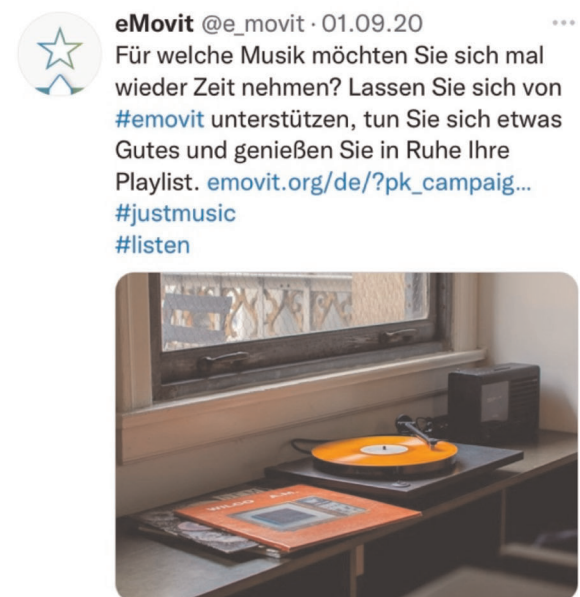 eMovit @e_movit · 01.09.20
Für welche Musik möchten Sie sich mal
wieder Zeit nehmen? Lassen Sie sich von
#emovit unterstützen, tun Sie sich etwas
Gutes und genießen Sie in Ruhe Ihre
Playlist. emovit.org/de/?pk_campaig...
#justmusic
#listen
WILCO A.M.